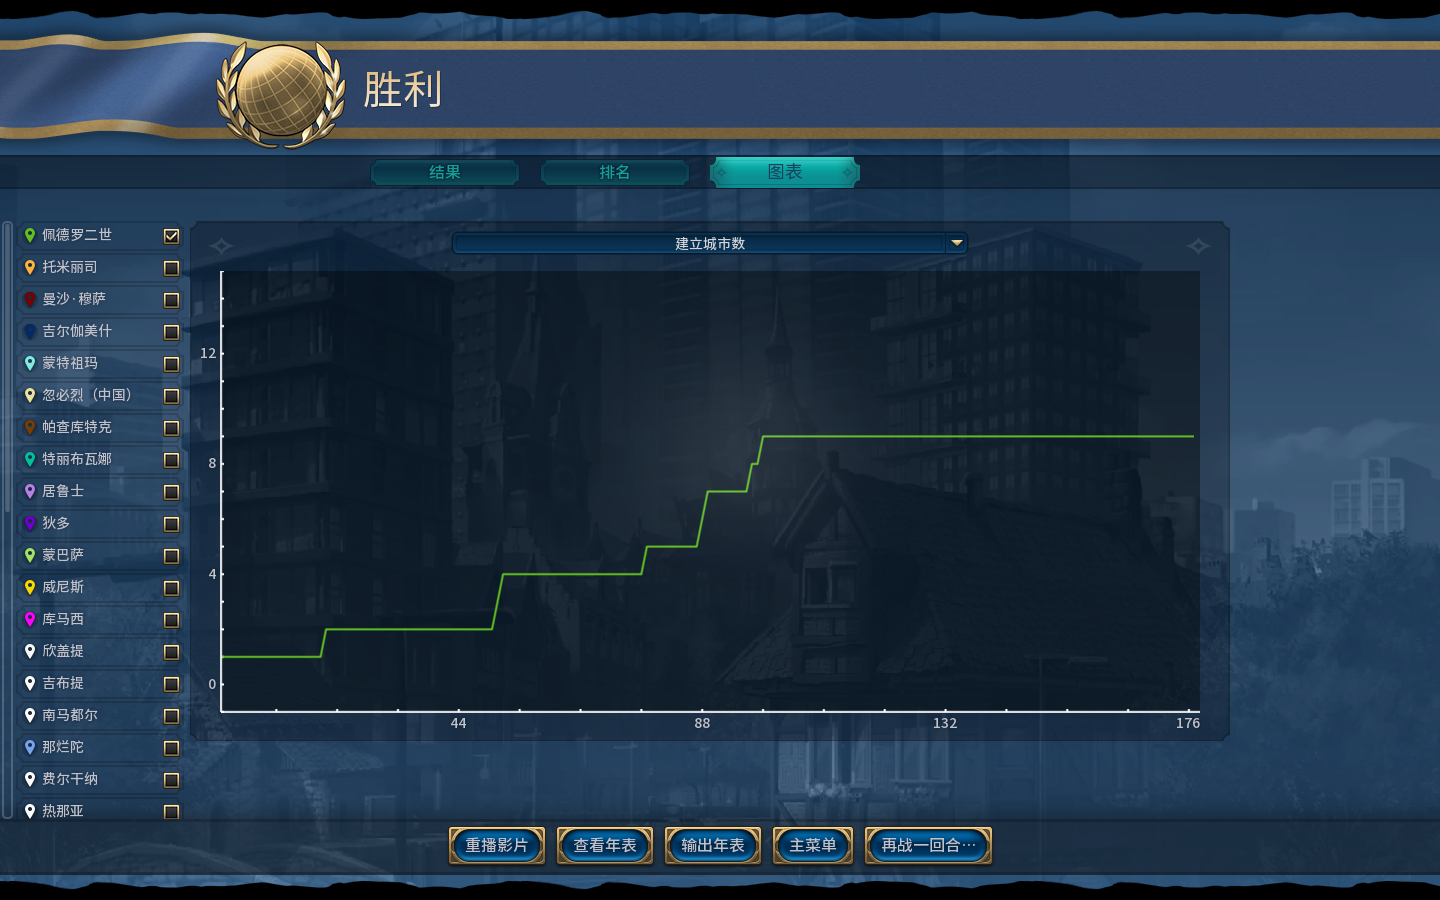 胜利
结果
排名
图表
佩德罗二世
托米丽司
曼沙·穆萨
吉尔伽美什
蒙特祖玛
忽必烈（中国）
帕查库特克
特丽布瓦娜
居鲁士
狄多
蒙巴萨
威尼斯
库马西
欣盖提
吉布提
南马都尔
那烂陀
费尔干纳
热那亚
建立城市数
12
8
4
0
44
88
132
176
重播影片
查看年表
输出年表
主菜单
再战一回合…